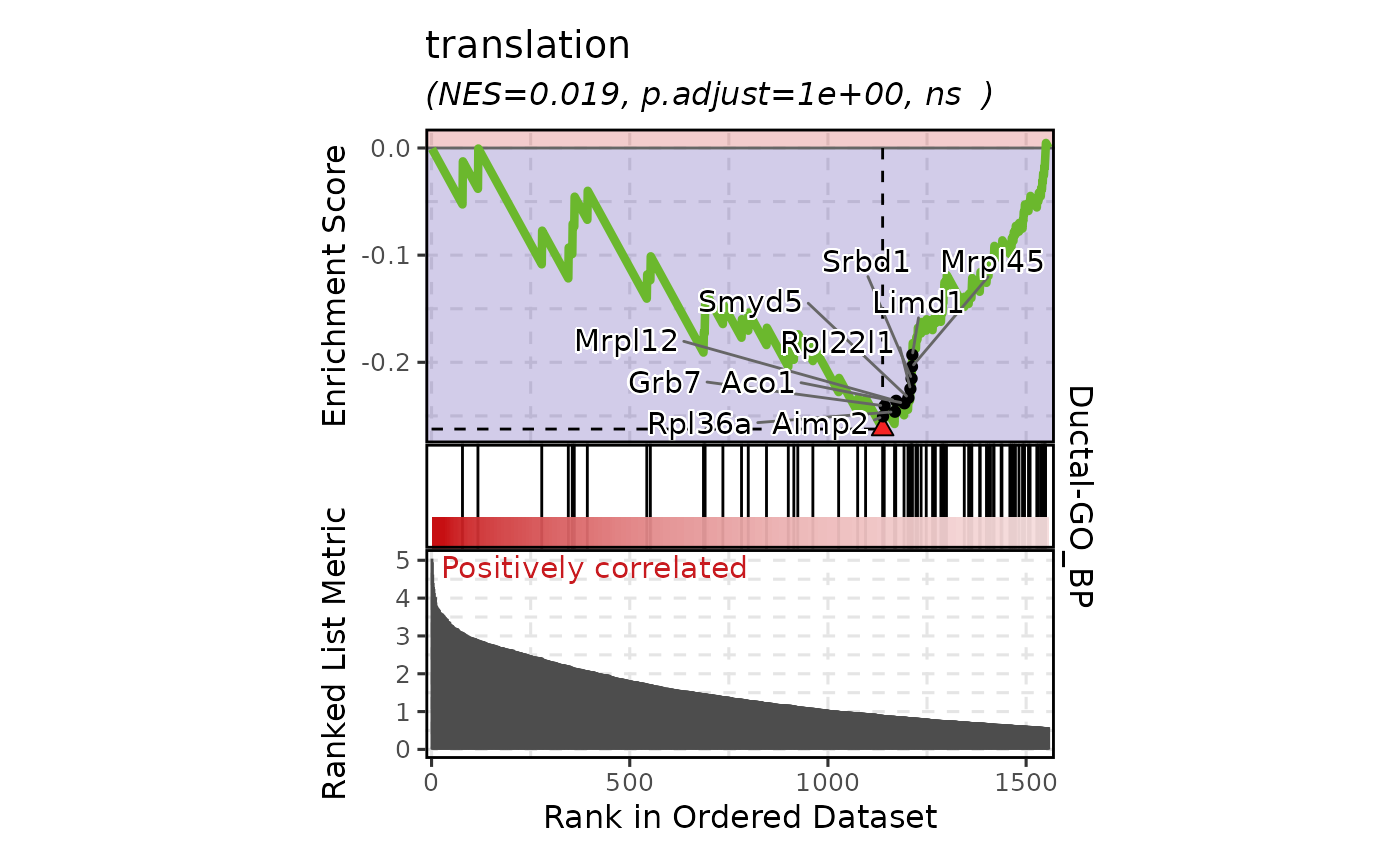 translation
(NES=0.019, p.adjust=1e+00, ns  )
Enrichment Score
0.0
-0.1
-0.2
Srbd1
Mrpl45
Smyd5
Limd1
Mrpl12
Rpl22l1
Grb7
Aco1
Rpl36a
Aimp2
Ductal-GO_BP
Ranked List Metric
Positively correlated
5
4
3
2
1
0
0
500
1000
1500
Rank in Ordered Dataset